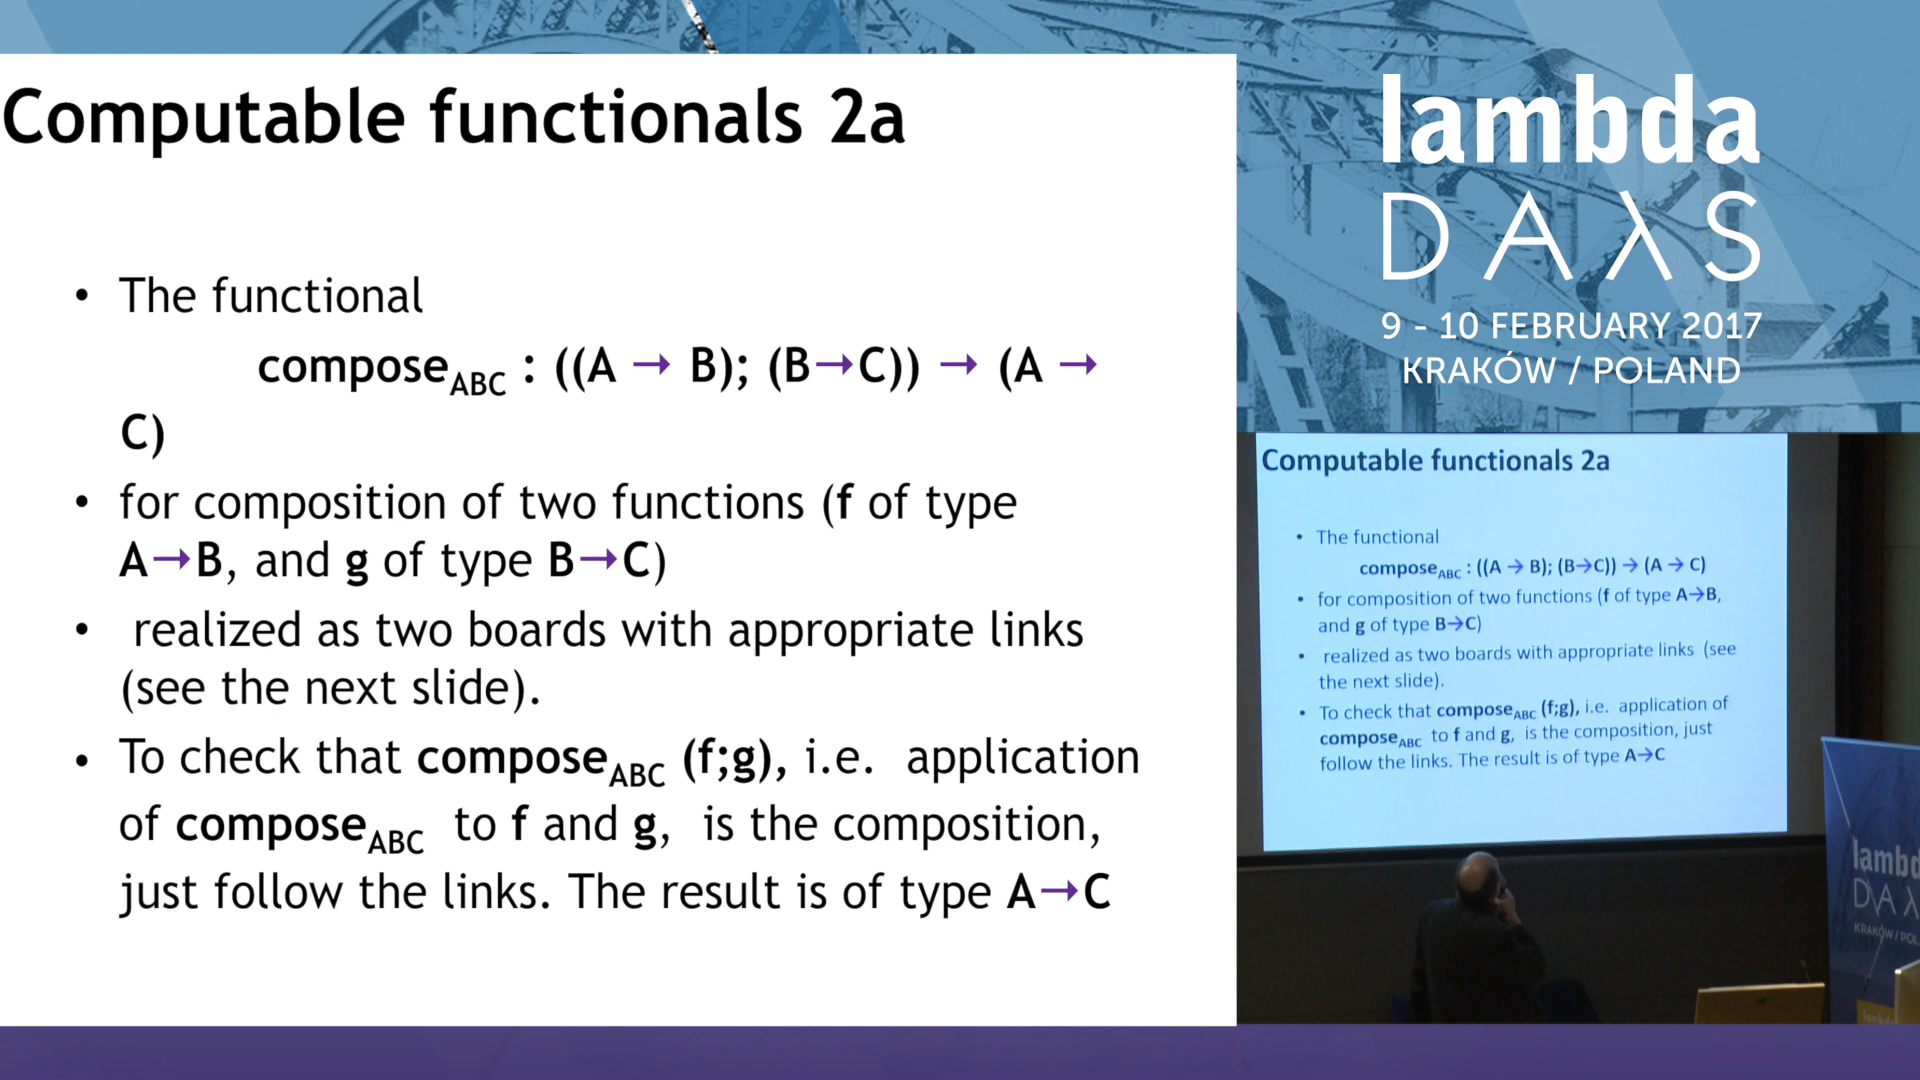 Computable functionals 2a
• The functional
compose_ABC : ((A → B); (B→C)) → (A →
C)
• for composition of two functions (f of type
A→B, and g of type B→C)
• realized as two boards with appropriate links
(see the next slide).
• To check that compose_ABC (f;g), i.e. application
of compose_ABC to f and g, is the composition,
just follow the links. The result is of type A→C
lambda
DAλS
9 - 10 FEBRUARY 2017
KRAKÓW / POLAND
Computable functionals 2a
• The functional
compose_ABC : ((A → B); (B→C)) → (A → C)
• for composition of two functions (f of type A→B,
and g of type B→C)
• realized as two boards with appropriate links (see
the next slide).
• To check that compose_ABC (f;g), i.e. application of
compose_ABC to f and g, is the composition, just
follow the links. The result is of type A→C
lambd
DAλ
KRAKÓW / POL